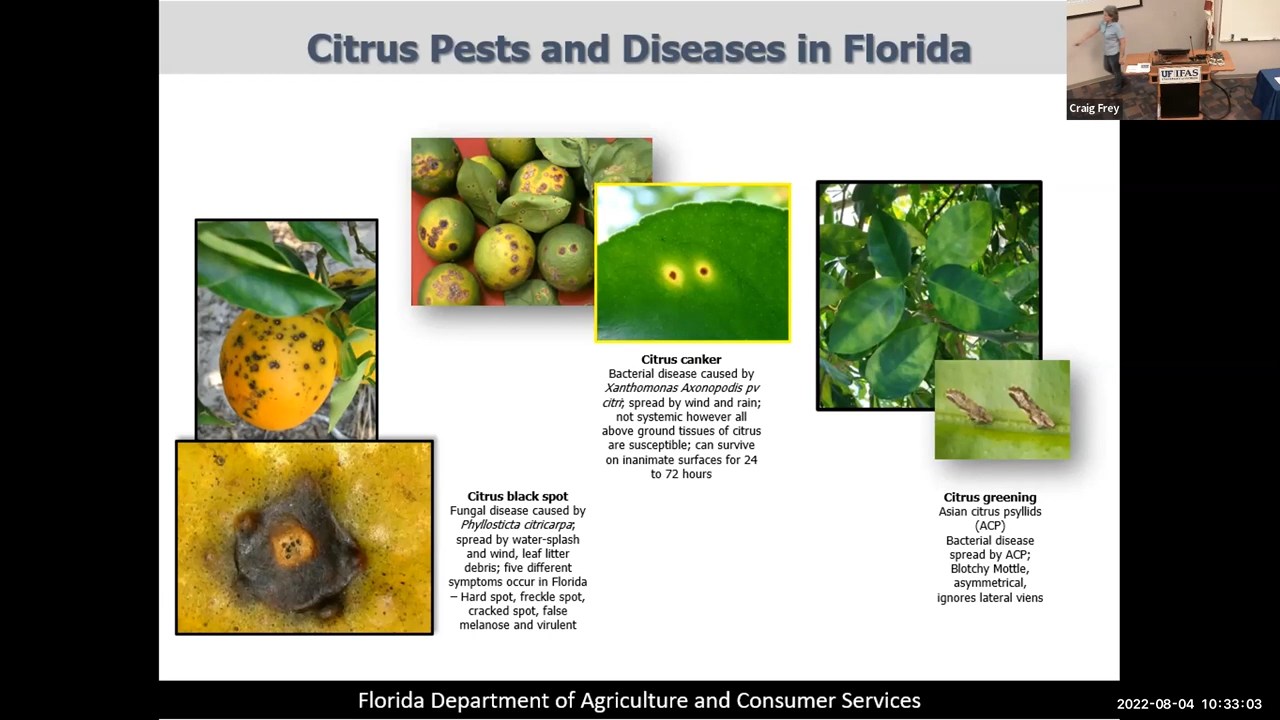 Citrus Pests and Diseases in Florida
UF|IFAS
Craig Frey
Citrus canker
Bacterial disease caused by
Xanthomonas Axonopodis pv
citri; spread by wind and rain;
not systemic however all
above ground tissues of citrus
are susceptible; can survive
on inanimate surfaces for 24
to 72 hours
Citrus black spot
Fungal disease caused by
Phyllosticta citricarpa;
spread by water-splash
and wind, leaf litter
debris; five different
symptoms occur in Florida
– Hard spot, freckle spot,
cracked spot, false
melanose and virulent
Citrus greening
Asian citrus psyllids
(ACP)
Bacterial disease
spread by ACP;
Blotchy Mottle,
asymmetrical,
ignores lateral viens
Florida Department of Agriculture and Consumer Services
2022-08-04 10:33:03